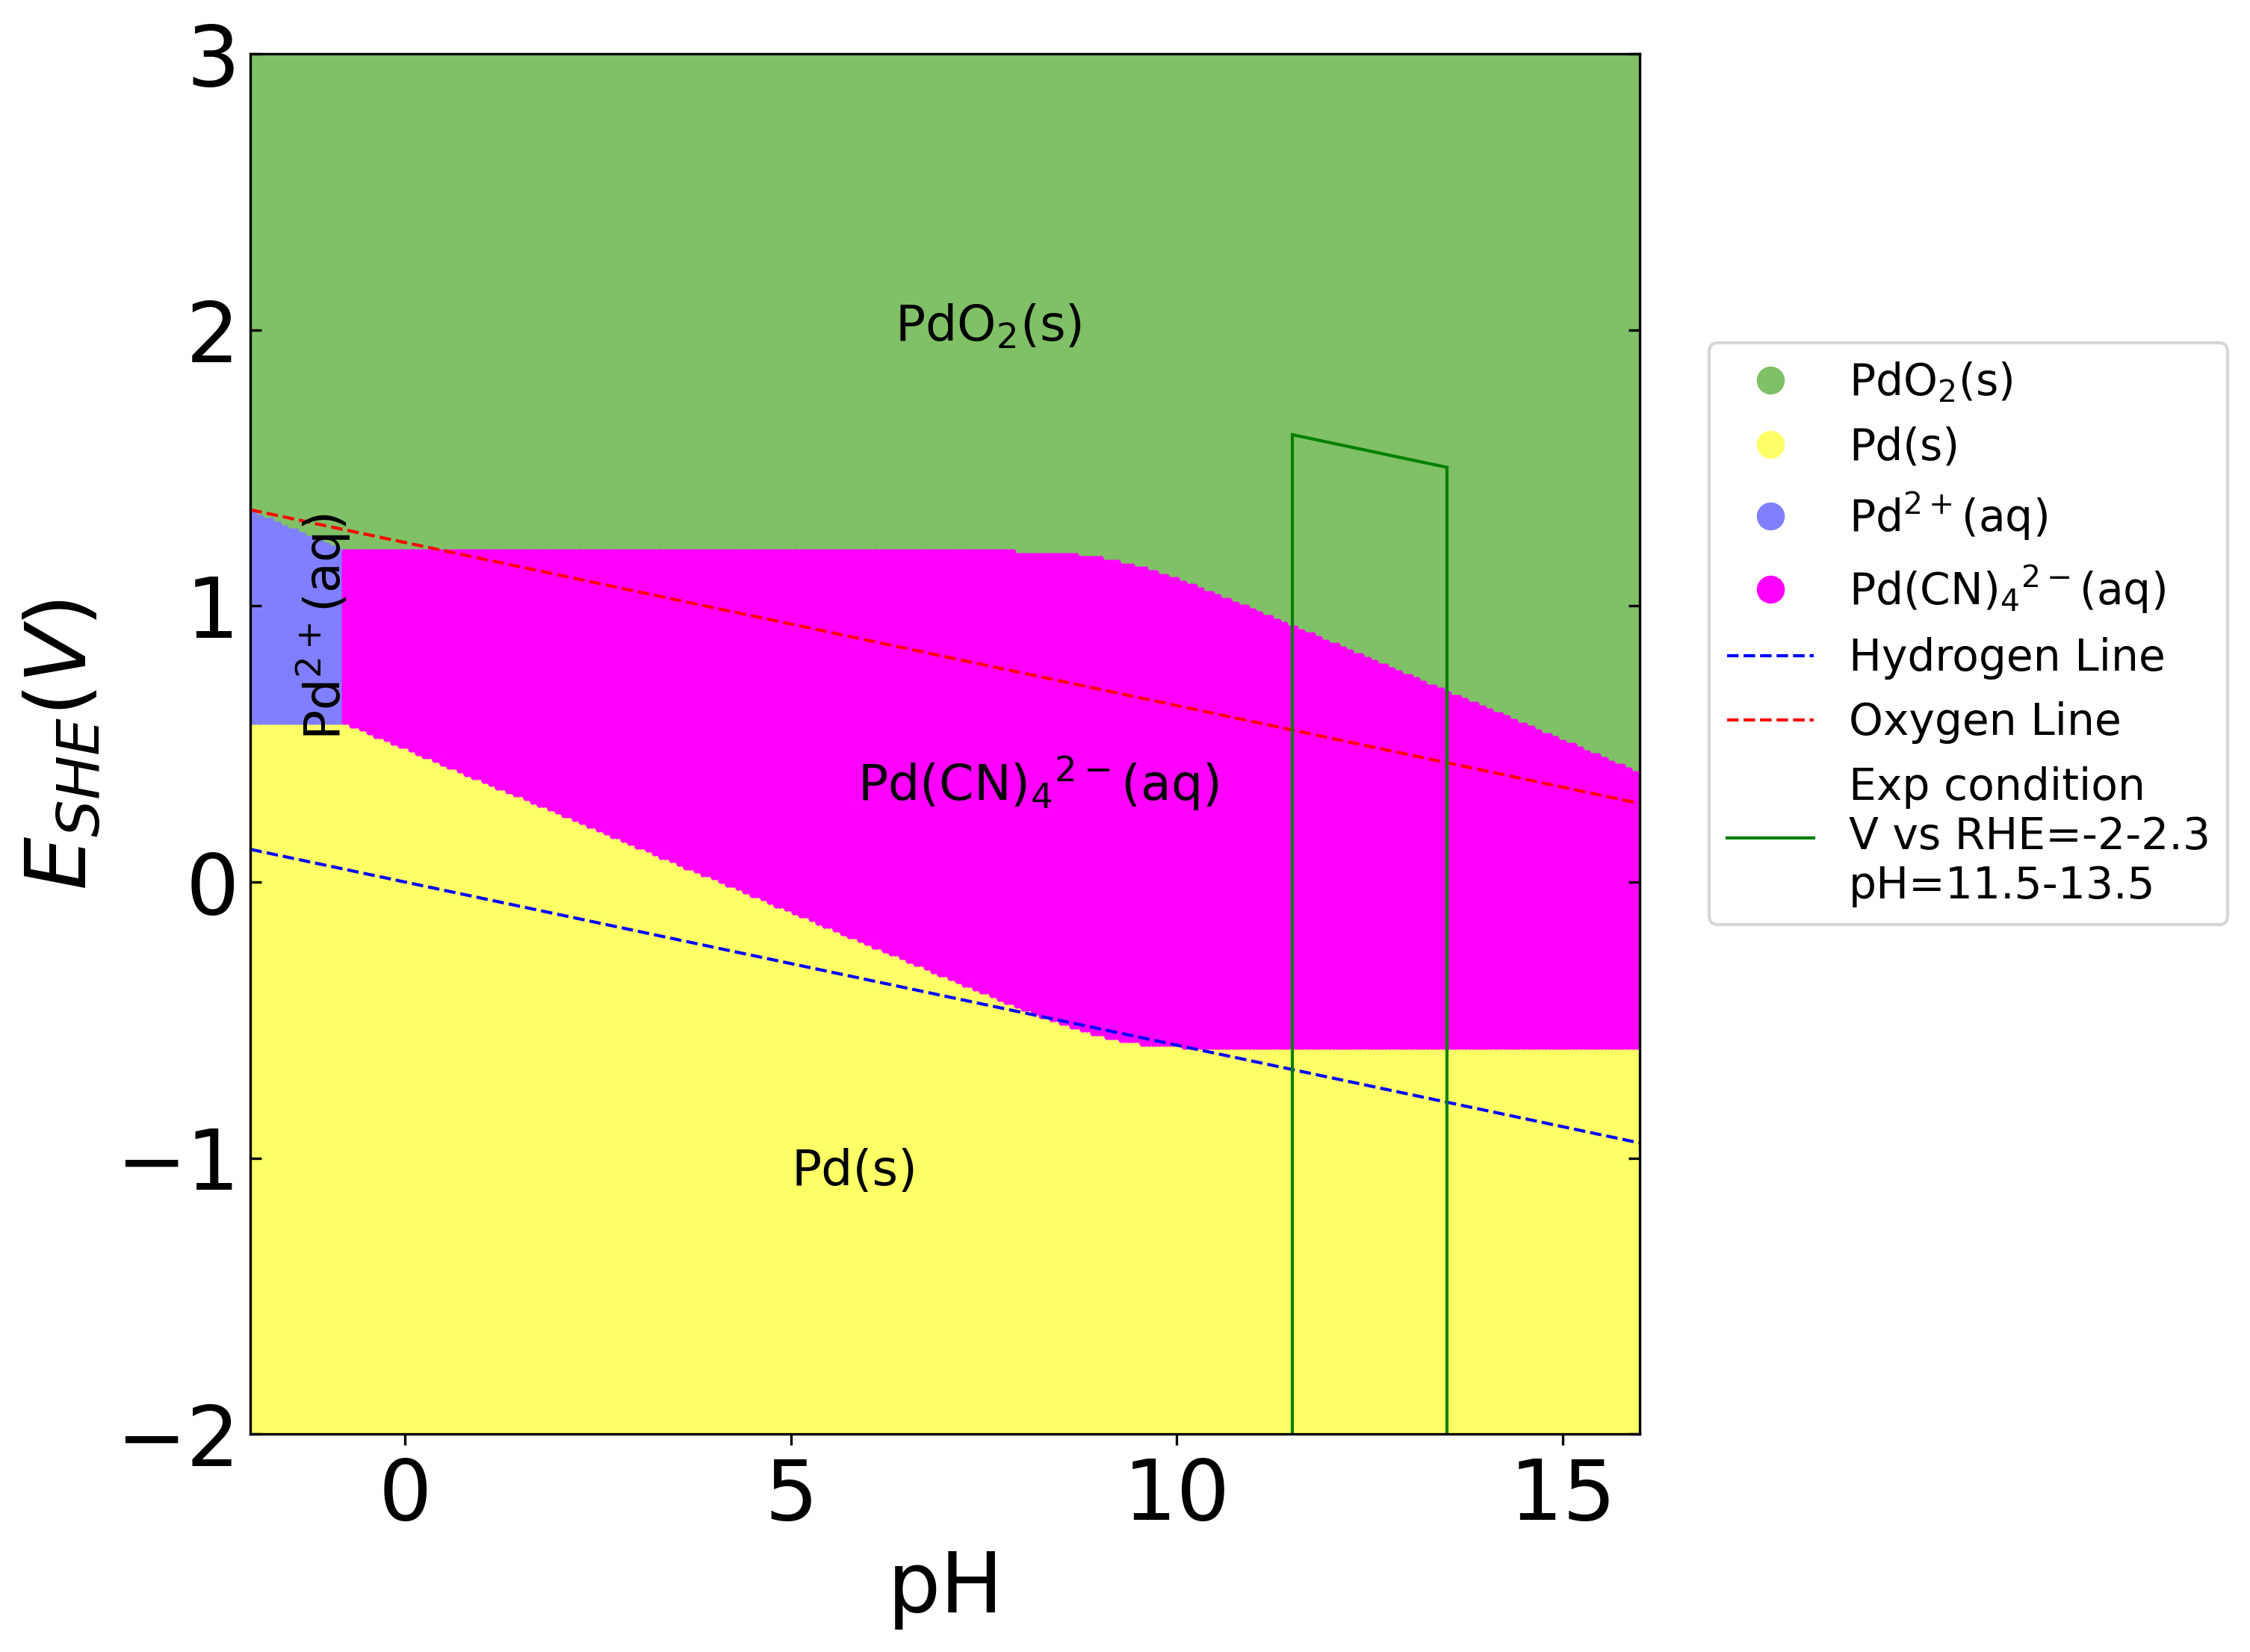 3
2
1
0
−1
−2
0
5
10
15
E_{SHE}(V)
pH
PdO₂(s)
Pd²⁺(aq)
Pd(CN)₄²⁻(aq)
Pd(s)
PdO₂(s)
Pd(s)
Pd²⁺(aq)
Pd(CN)₄²⁻(aq)
Hydrogen Line
Oxygen Line
Exp condition
V vs RHE=-2-2.3
pH=11.5-13.5